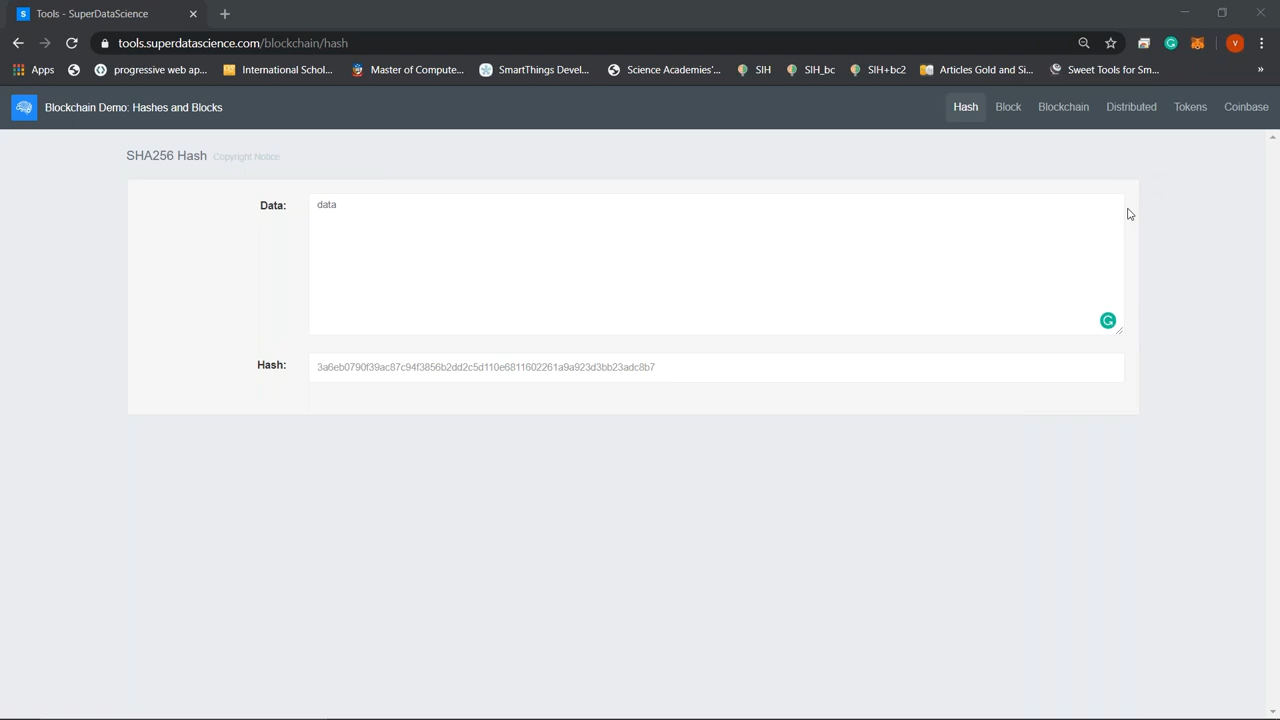 S Tools - SuperDataScience
tools.superdatascience.com/blockchain/hash
V
Apps progressive web ap... International Schol... Master of Compute... SmartThings Devel... Science Academies'... SIH SIH_bc SIH+bc2 Articles Gold and Si... Sweet Tools for Sm... »
Blockchain Demo: Hashes and Blocks Hash Block Blockchain Distributed Tokens Coinbase
SHA256 Hash Copyright Notice
Data: data
Hash: 3a6eb0790f39ac87c94f3856b2dd2c5d110e6811602261a9a923d3bb23adc8b7